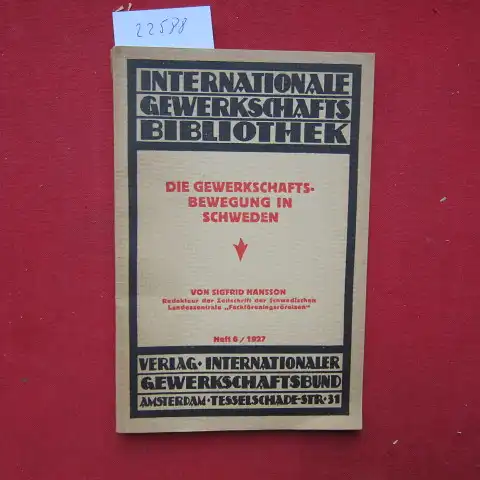 22588
INTERNATIONALE
GEWERKSCHAFTS
BIBLIOTHEK
DIE GEWERKSCHAFTS-
BEWEGUNG IN
SCHWEDEN
VON SIGFRID HANSSON
Redakteur der Zeitschrift der Schwedischen
Landeszentrale „Fackföreningsrörelsen“
Heft 6 / 1927
VERLAG · INTERNATIONALER
GEWERKSCHAFTSBUND
AMSTERDAM · TESSELSCHADE-STR · 31